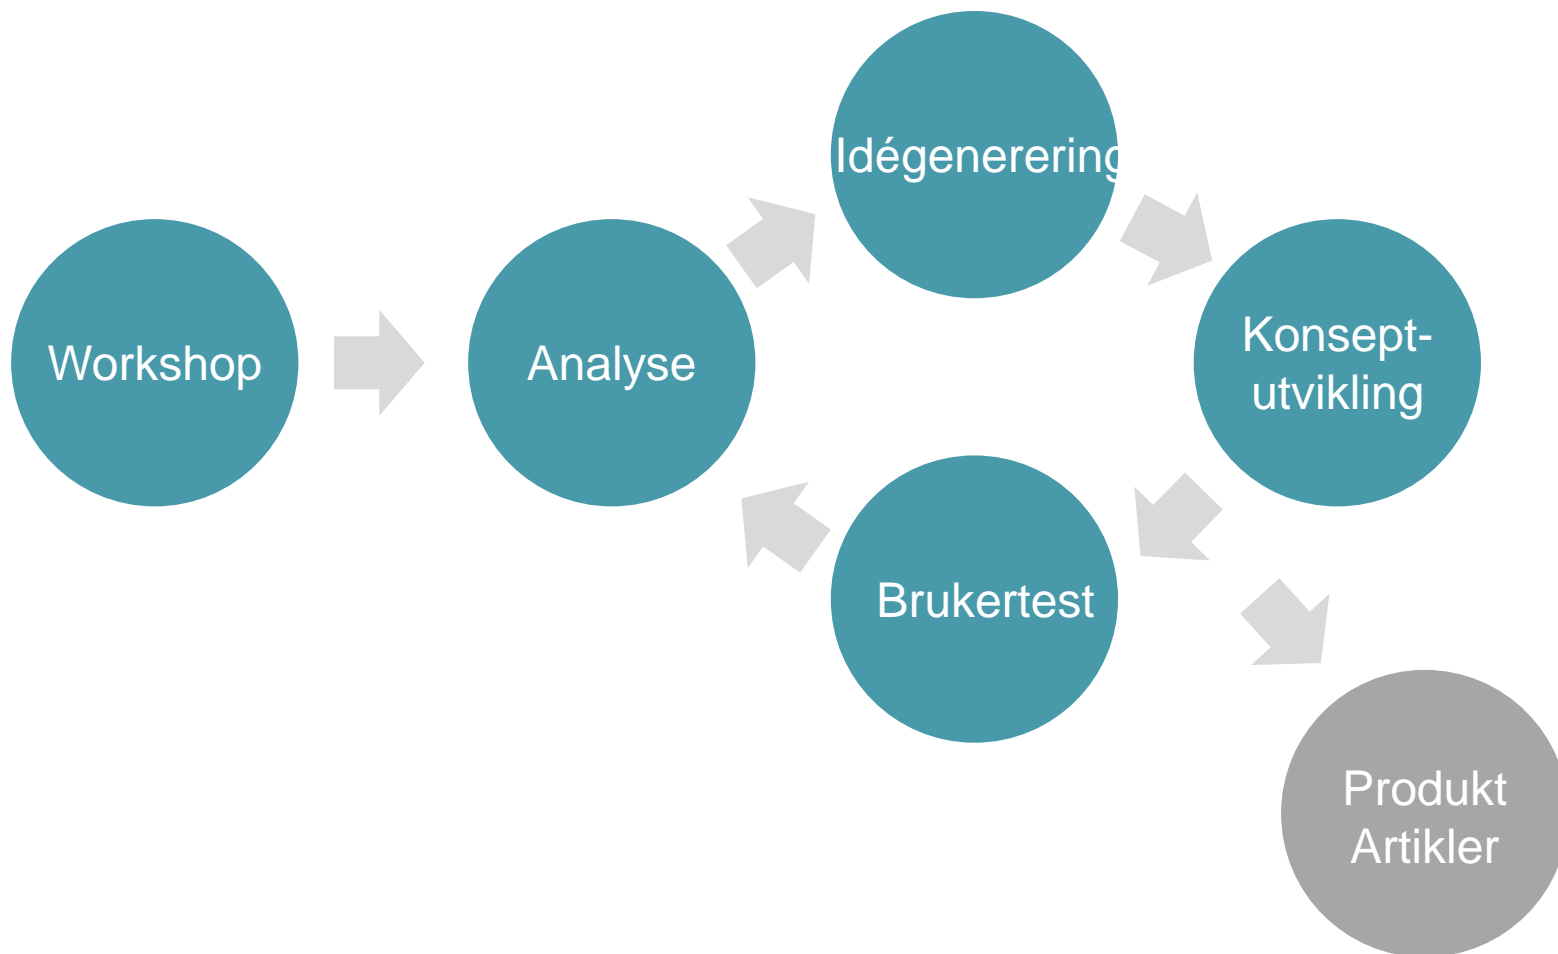 Workshop
Analyse
Idégenerering
Konsept-
utvikling
Brukertest
Produkt
Artikler